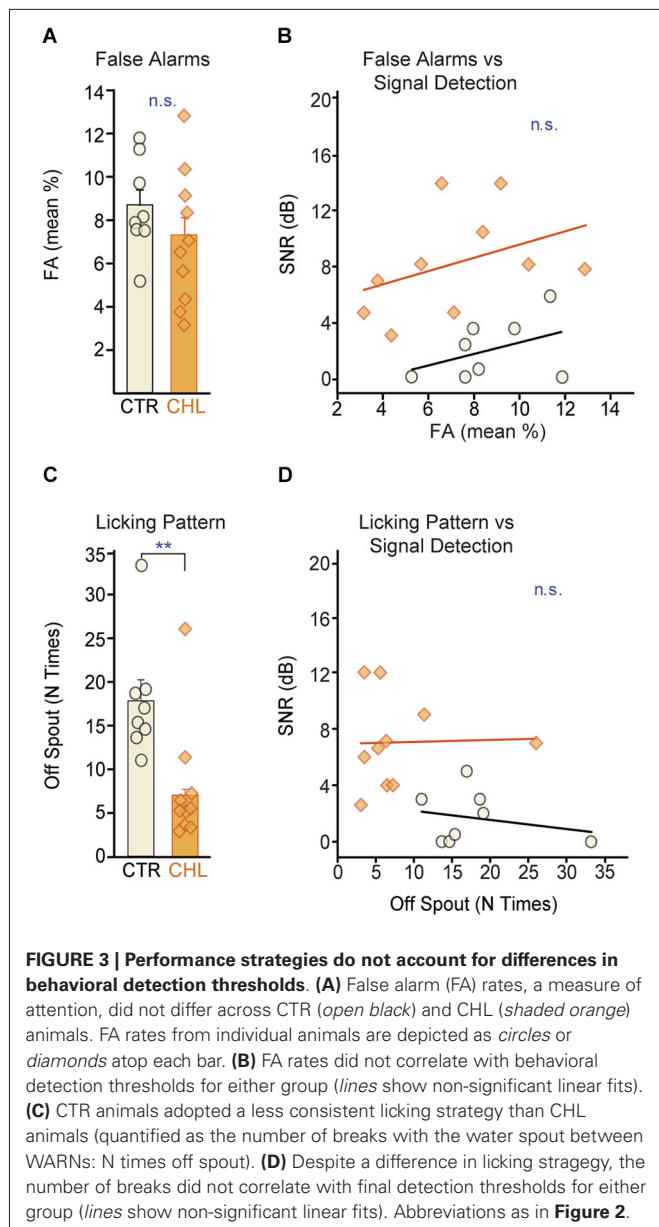 A
False Alarms
n.s.
FA (mean %)
14
12
10
8
6
4
2
CTR CHL
B
False Alarms vs
Signal Detection
n.s.
SNR (dB)
20
16
12
8
4
0
2 4 6 8 10 12 14
FA (mean %)
C
Licking Pattern
**
Off Spout (N Times)
35
30
25
20
15
10
5
0
CTR CHL
D
Licking Pattern vs
Signal Detection
n.s.
SNR (dB)
20
16
12
8
4
0
0 5 10 15 20 25 30 35
Off Spout (N Times)
FIGURE 3 | Performance strategies do not account for differences in
behavioral detection thresholds. (A) False alarm (FA) rates, a measure of
attention, did not differ across CTR (open black) and CHL (shaded orange)
animals. FA rates from individual animals are depicted as circles or
diamonds atop each bar. (B) FA rates did not correlate with behavioral
detection thresholds for either group (lines show non-significant linear fits).
(C) CTR animals adopted a less consistent licking strategy than CHL
animals (quantified as the number of breaks with the water spout between
WARNs: N times off spout). (D) Despite a difference in licking stragegy, the
number of breaks did not correlate with final detection thresholds for either
group (lines show non-significant linear fits). Abbreviations as in Figure 2.